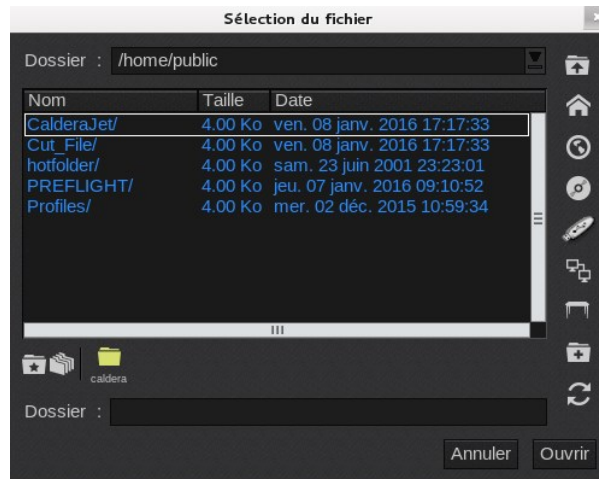 Sélection du fichier
Dossier : /home/public
Nom Taille Date
CalderaJet/ 4.00 Ko ven. 08 janv. 2016 17:17:33
Cut_File/ 4.00 Ko ven. 08 janv. 2016 17:17:33
hotfolder/ 4.00 Ko sam. 23 juin 2001 23:23:01
PREFLIGHT/ 4.00 Ko jeu. 07 janv. 2016 09:10:52
Profiles/ 4.00 Ko mer. 02 déc. 2015 10:59:34
caldera
Dossier :
Annuler Ouvrir